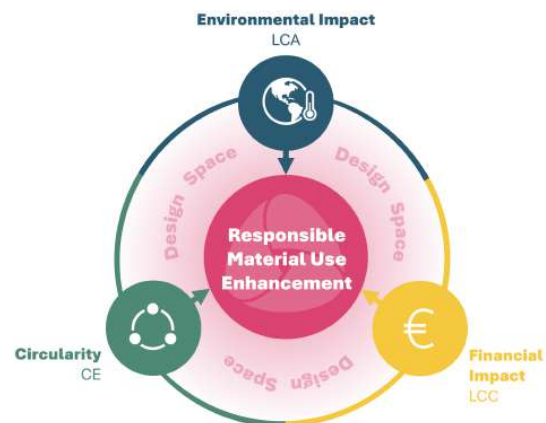 Environmental Impact
LCA
Design Space
Design Space
Responsible
Material Use
Enhancement
€
Circularity
CE
Financial
Impact
LCC
Design Space